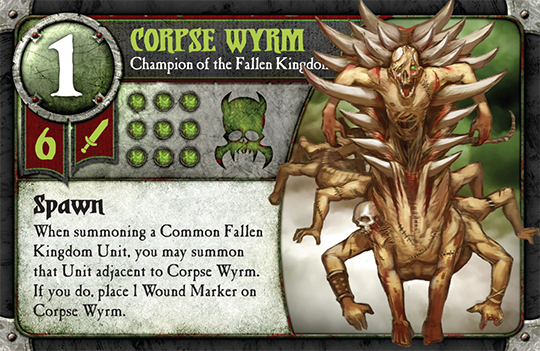 1
CORPSE WYRM
Champion of the Fallen
6
Spawn
When summoning a Common Fallen
Kingdom Unit, you may summon
that Unit adjacent to Corpse Wyrm.
If you do, place 1 Wound Marker on
Corpse Wyrm.